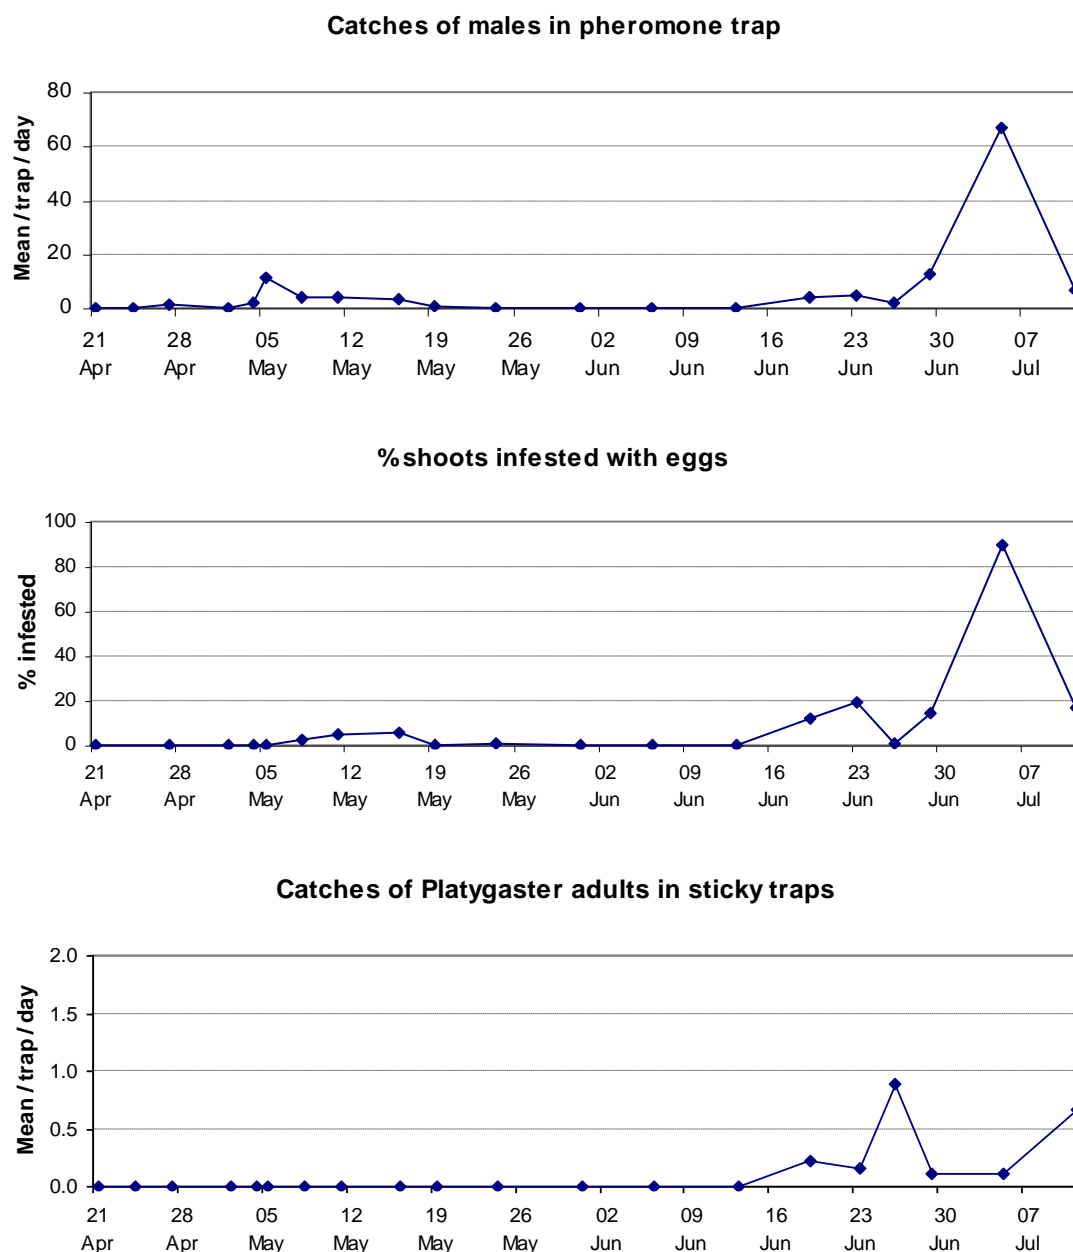 Catches of males in pheromone trap
Mean / trap / day
80
60
40
20
0
21 28 05 12 19 26 02 09 16 23 30 07
Apr Apr May May May May Jun Jun Jun Jun Jun Jul
% shoots infested with eggs
% infested
100
80
60
40
20
0
21 28 05 12 19 26 02 09 16 23 30 07
Apr Apr May May May May Jun Jun Jun Jun Jun Jul
Catches of Platygaster adults in sticky traps
Mean / trap / day
2.0
1.5
1.0
0.5
0.0
21 28 05 12 19 26 02 09 16 23 30 07
Apr Apr May May May May Jun Jun Jun Jun Jun Jul